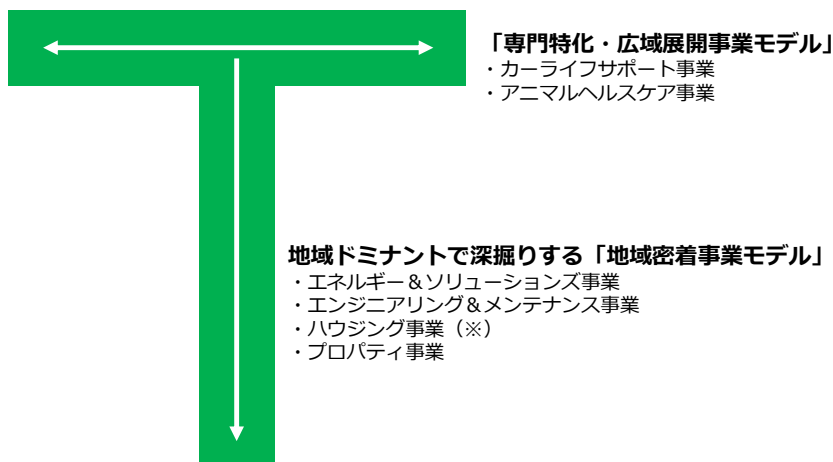 「専門特化・広域展開事業モデル」
・カーライフサポート事業
・アニマルヘルスケア事業
地域ドミナントで深掘りする「地域密着事業モデル」
・エネルギー&ソリューションズ事業
・エンジニアリング&メンテナンス事業
・ハウジング事業(※)
・プロパティ事業